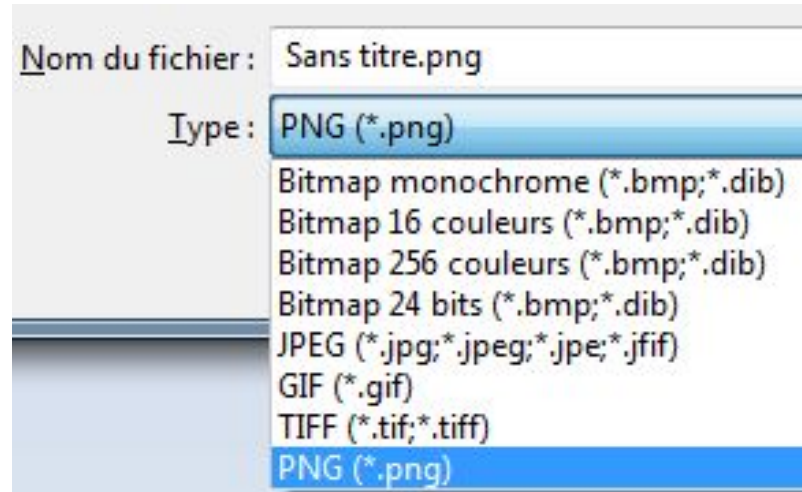 Nom du fichier : Sans titre.png
Type : PNG (*.png)
Bitmap monochrome (*.bmp;*.dib)
Bitmap 16 couleurs (*.bmp;*.dib)
Bitmap 256 couleurs (*.bmp;*.dib)
Bitmap 24 bits (*.bmp;*.dib)
JPEG (*.jpg;*.jpeg;*.jpe;*.jfif)
GIF (*.gif)
TIFF (*.tif;*.tiff)
PNG (*.png)